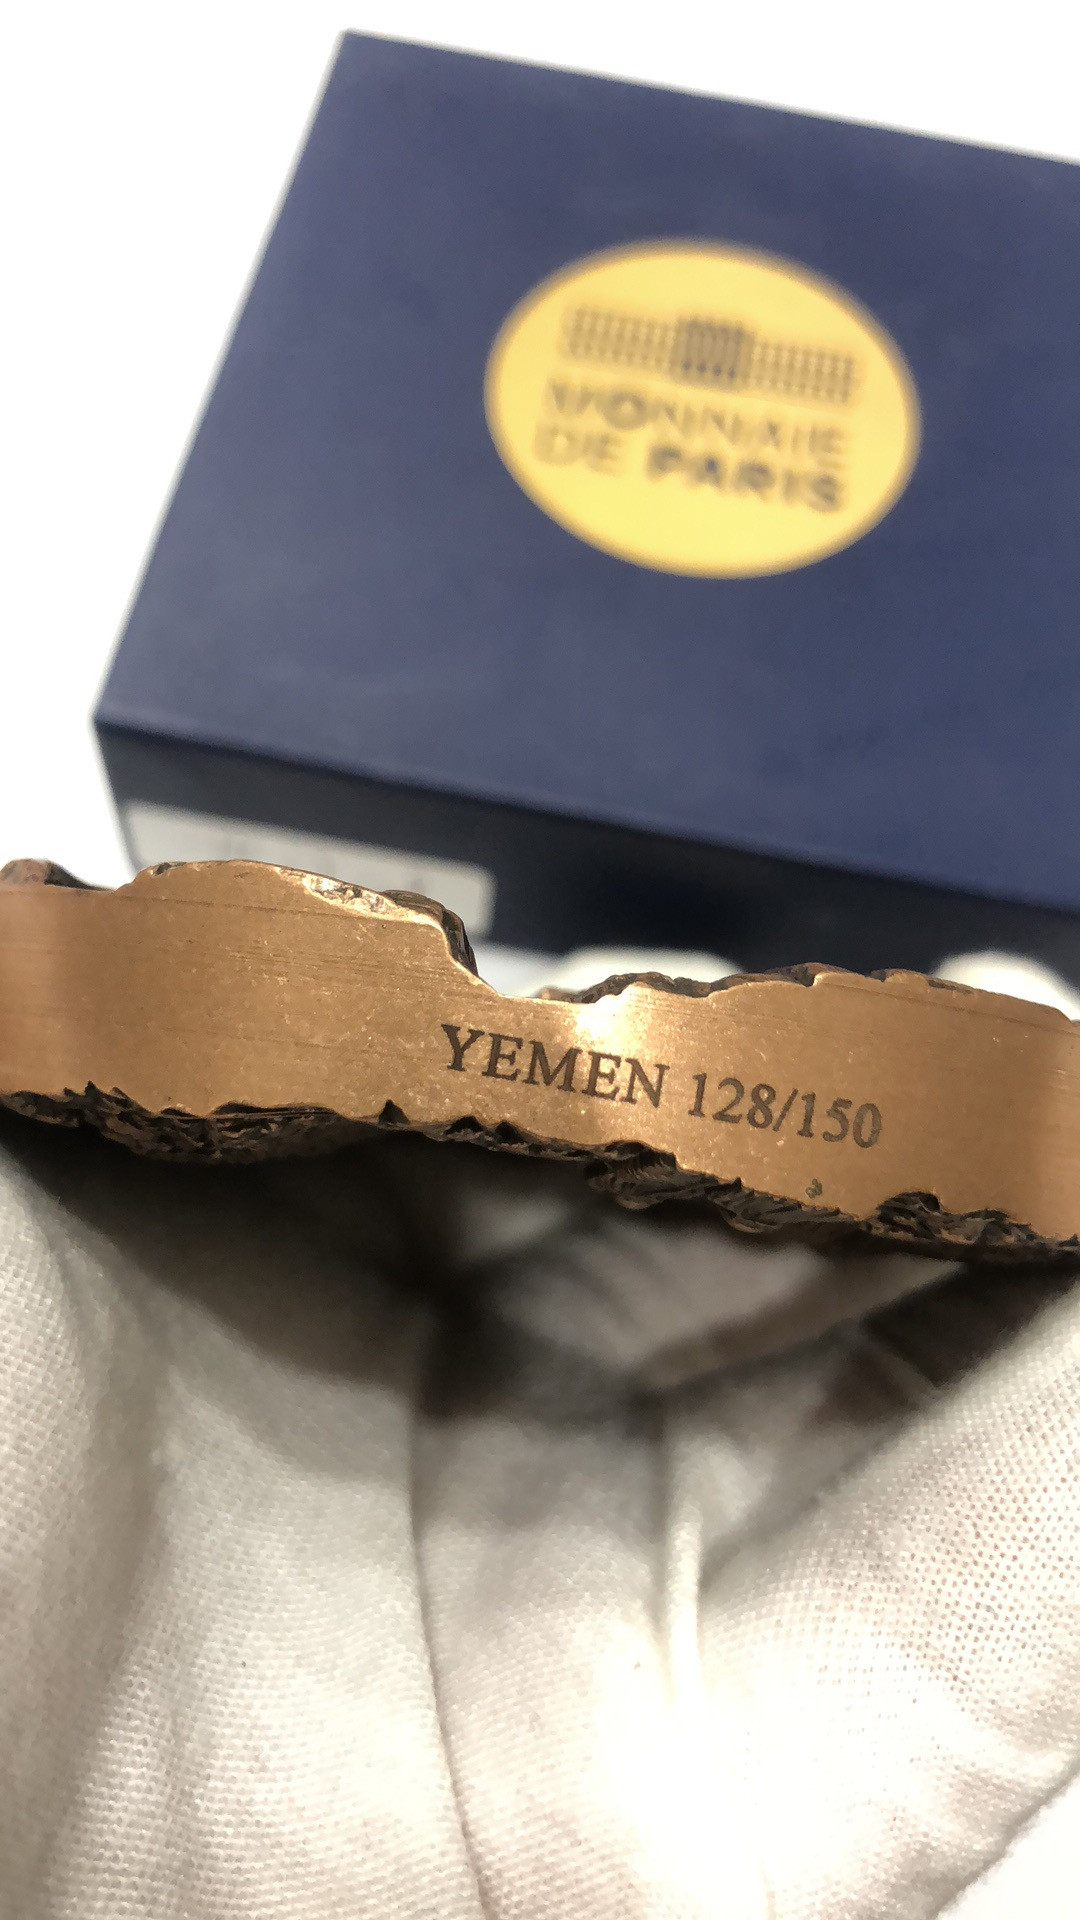 MONNAIE
DE PARIS
YEMEN 128/150